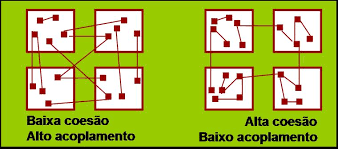 Baixa coesão
Alto acoplamento
Alta coesão
Baixo acoplamento